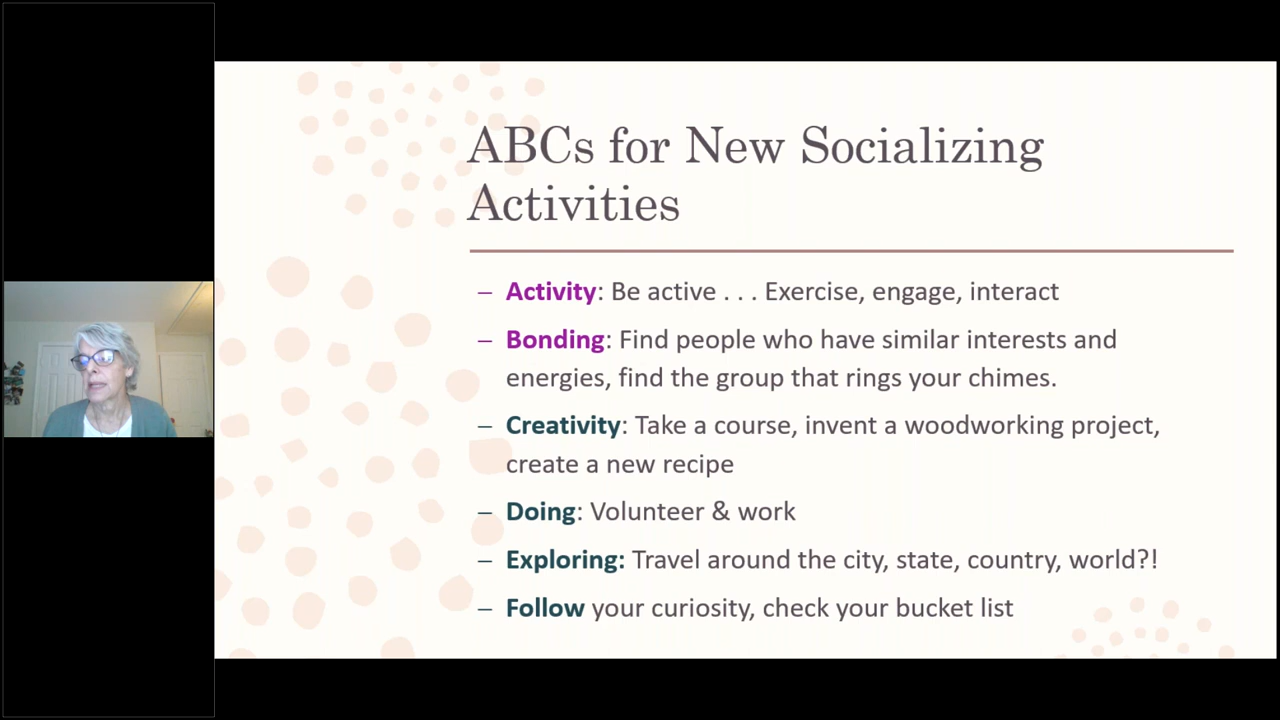 ABCs for New Socializing
Activities
– Activity: Be active . . . Exercise, engage, interact
– Bonding: Find people who have similar interests and
energies, find the group that rings your chimes.
– Creativity: Take a course, invent a woodworking project,
create a new recipe
– Doing: Volunteer & work
– Exploring: Travel around the city, state, country, world?!
– Follow your curiosity, check your bucket list